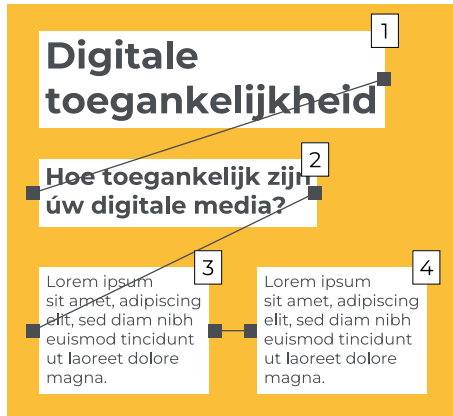 1
Digitale
toegankelijkheid
2
Hoe toegankelijk zijn
úw digitale media?
3
Lorem ipsum
sit amet, adipiscing
elit, sed diam nibh
euismod tincidunt
ut laoreet dolore
magna.
4
Lorem ipsum
sit amet, adipiscing
elit, sed diam nibh
euismod tincidunt
ut laoreet dolore
magna.